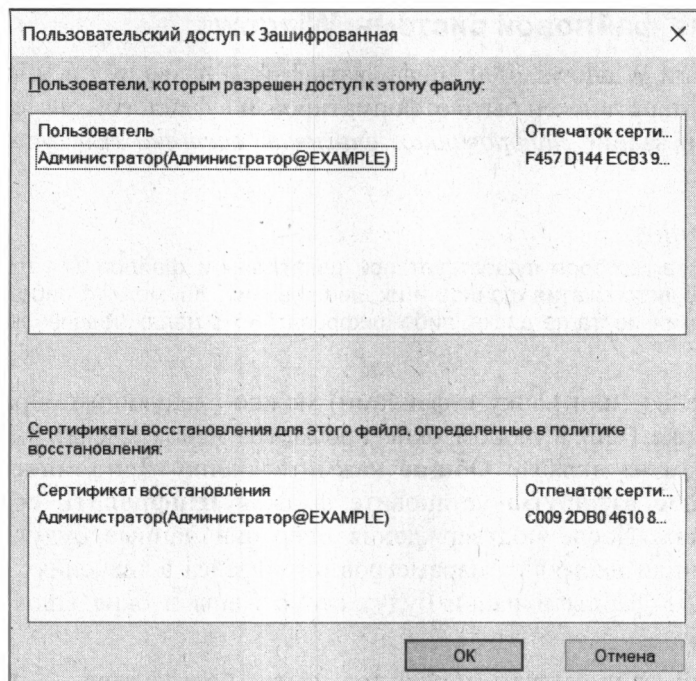 Пользовательский доступ к Зашифрованная
Пользователи, которым разрешен доступ к этому файлу:
Пользователь Отпечаток серти...
Администратор(Администратор@EXAMPLE) F457 D144 ECB3 9...
Сертификаты восстановления для этого файла, определенные в политике
восстановления:
Сертификат восстановления Отпечаток серти...
Администратор(Администратор@EXAMPLE) C009 2DB0 4610 8...
OK Отмена